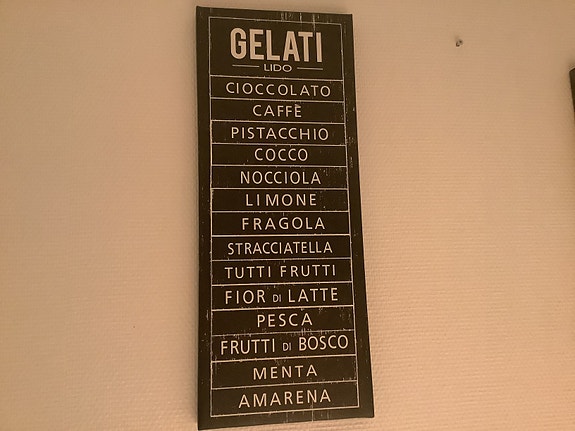 GELATI
LIDO
CIOCCOLATO
CAFFÈ
PISTACCHIO
COCCO
NOCCIOLA
LIMONE
FRAGOLA
STRACCIATELLA
TUTTI FRUTTI
FIOR DI LATTE
PESCA
FRUTTI DI BOSCO
MENTA
AMARENA